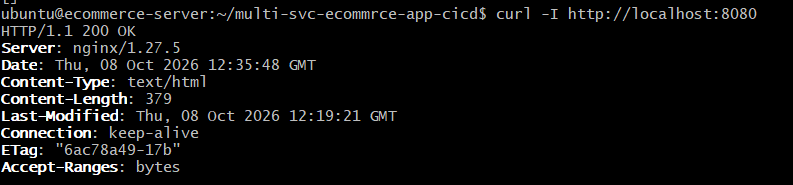 []
ubuntu@ecommerce-server:~/multi-svc-ecommrce-app-cicd$ curl -I http://localhost:8080
HTTP/1.1 200 OK
Server: nginx/1.27.5
Date: Thu, 08 Oct 2026 12:35:48 GMT
Content-Type: text/html
Content-Length: 379
Last-Modified: Thu, 08 Oct 2026 12:19:21 GMT
Connection: keep-alive
ETag: "6ac78a49-17b"
Accept-Ranges: bytes